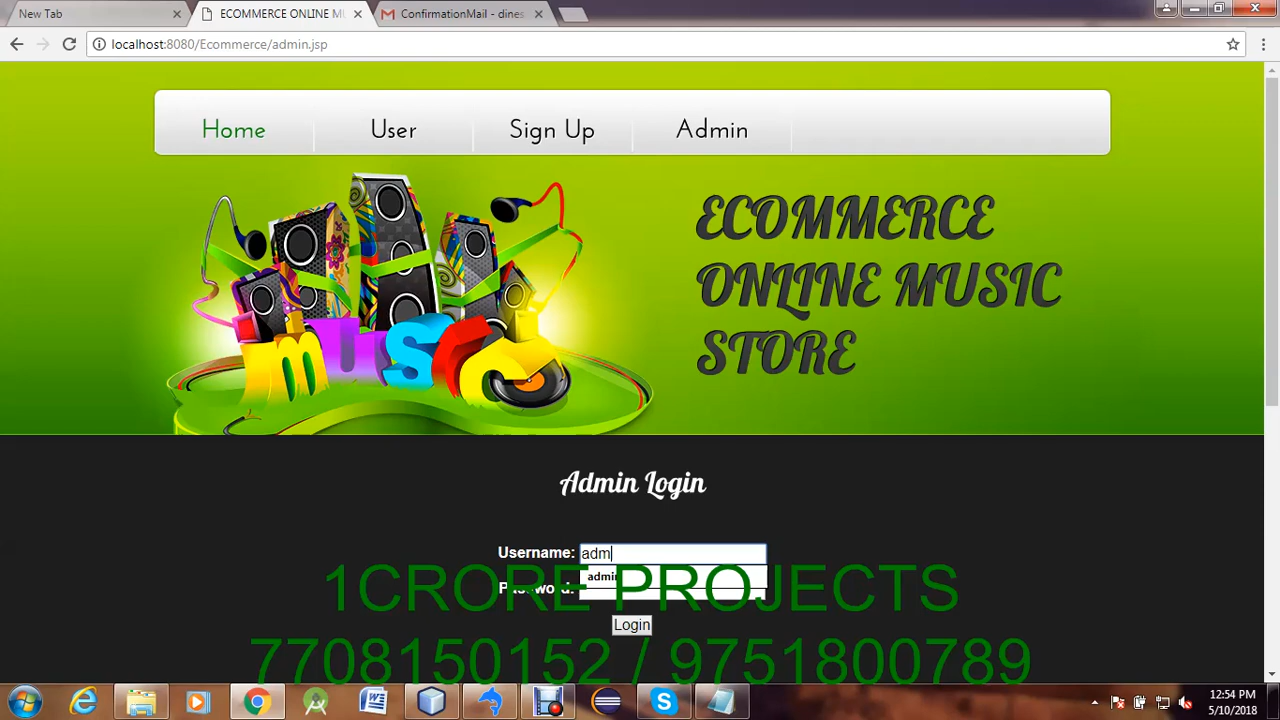 New Tab
ECOMMERCE ONLINE MU
ConfirmationMail - dines
localhost:8080/Ecommerce/admin.jsp
Home
User
Sign Up
Admin
music
ECOMMERCE
ONLINE MUSIC
STORE
Admin Login
Username: adm
admin
Password:
1CRORE PROJECTS
Login
7708150152 / 9751800789
12:54 PM
5/10/2018